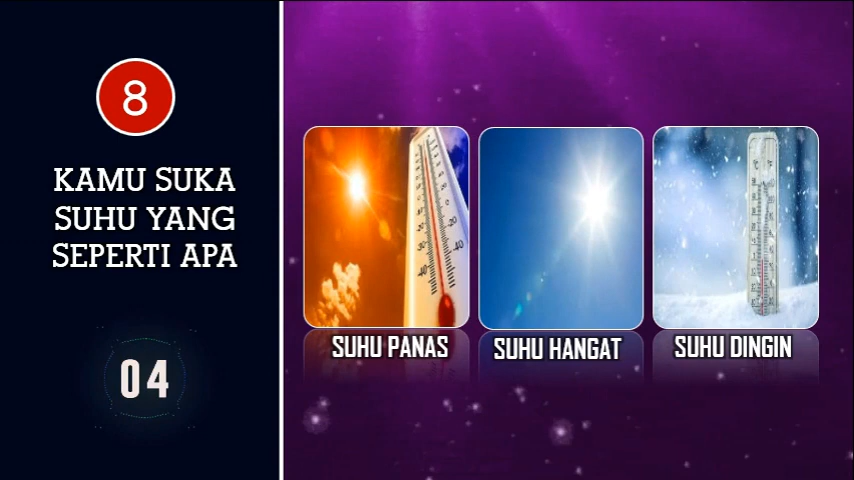 8
KAMU SUKA
SUHU YANG
SEPERTI APA
04
SUHU PANAS
SUHU HANGAT
SUHU DINGIN